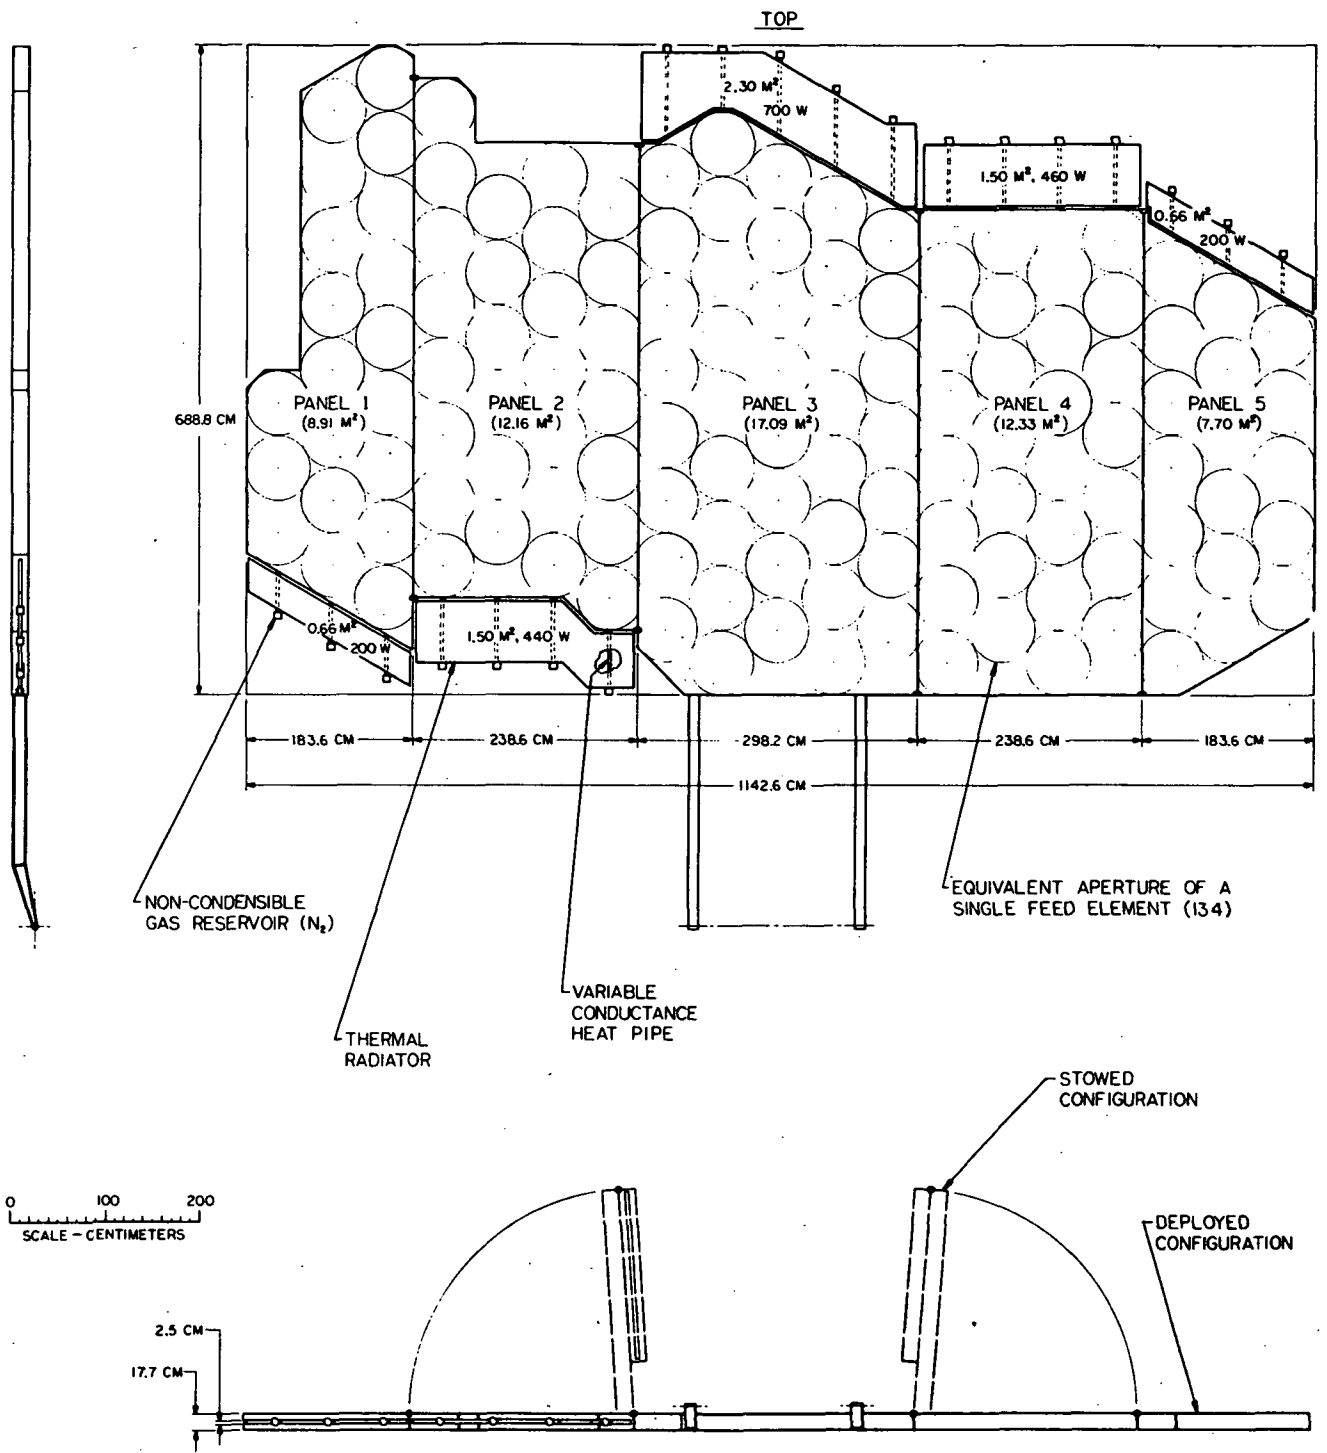 TOP
2.30 M²
700 W
1.50 M², 460 W
0.66 M²
200 W
688.8 CM
PANEL 1
(8.91 M²)
PANEL 2
(12.16 M²)
PANEL 3
(17.09 M²)
PANEL 4
(12.33 M²)
PANEL 5
(7.70 M²)
0.66 M²
200 W
1.50 M², 440 W
183.6 CM
238.6 CM
298.2 CM
238.6 CM
183.6 CM
1142.6 CM
NON-CONDENSIBLE
GAS RESERVOIR (N₂)
EQUIVALENT APERTURE OF A
SINGLE FEED ELEMENT (134)
VARIABLE
CONDUCTANCE
HEAT PIPE
THERMAL
RADIATOR
STOWED
CONFIGURATION
0 100 200
SCALE - CENTIMETERS
DEPLOYED
CONFIGURATION
2.5 CM
17.7 CM